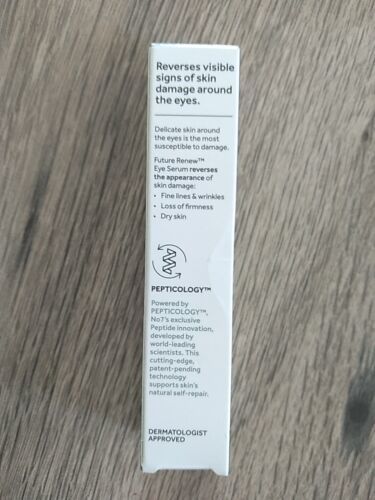 Reverses visible
signs of skin
damage around
the eyes.
Delicate skin around
the eyes is the most
susceptible to damage.
Future Renew™
Eye Serum reverses
the appearance of
skin damage:
• Fine lines & wrinkles
• Loss of firmness
• Dry skin
PEPTICOLOGY™
Powered by
PEPTICOLOGY™,
No7's exclusive
Peptide innovation,
developed by
world-leading
scientists. This
cutting-edge,
patent-pending
technology
supports skin's
natural self-repair.
DERMATOLOGIST
APPROVED